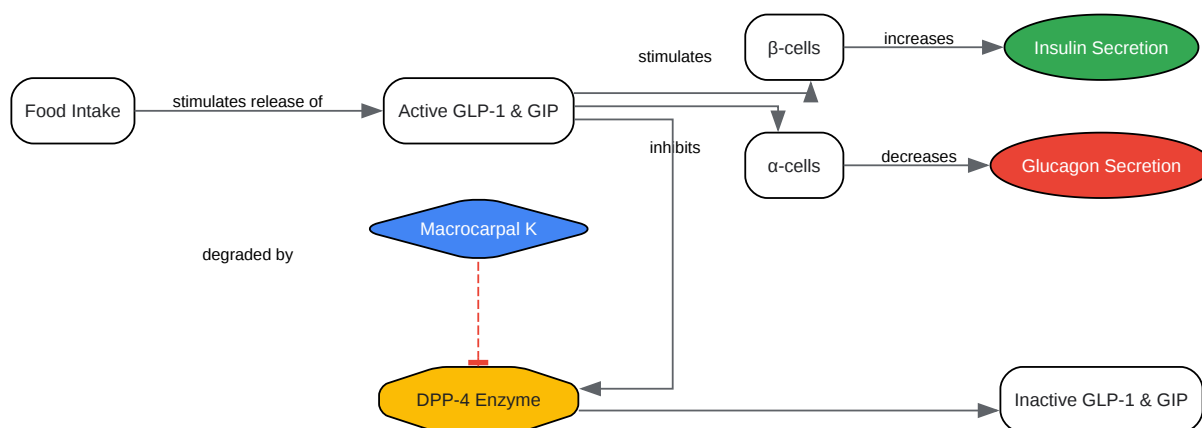 β-cells
increases
Insulin Secretion
stimulates
Food Intake
stimulates release of
Active GLP-1 & GIP
inhibits
α-cells
decreases
Glucagon Secretion
Macrocarpal K
degraded by
DPP-4 Enzyme
Inactive GLP-1 & GIP